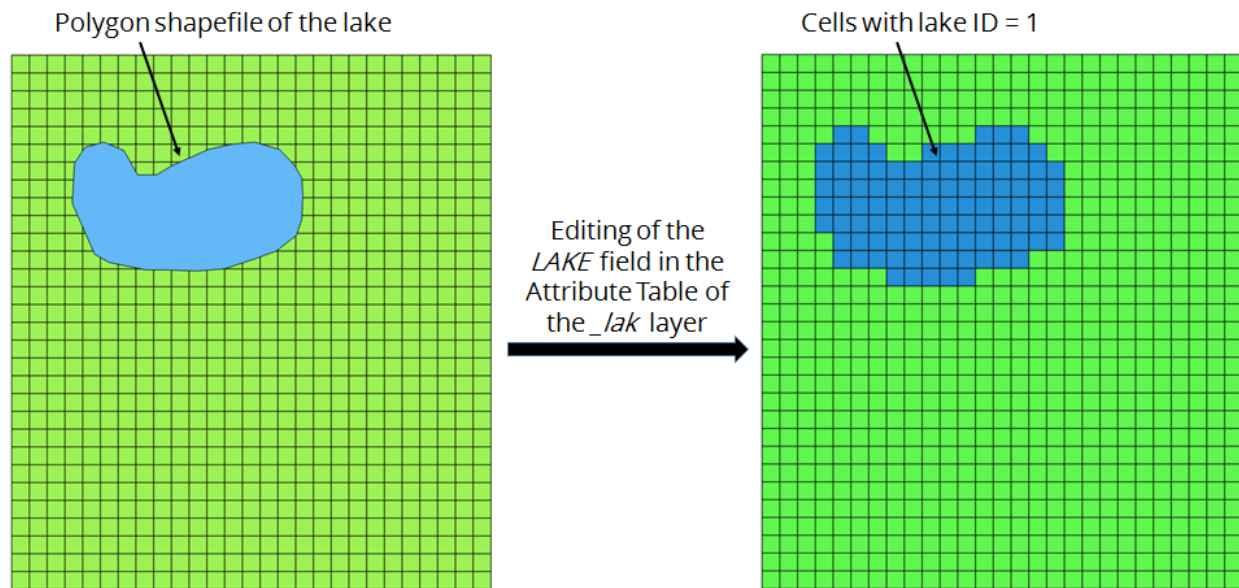 Polygon shapefile of the lake
Cells with lake ID = 1
Editing of the
LAKE field in the
Attribute Table of
the _lak layer